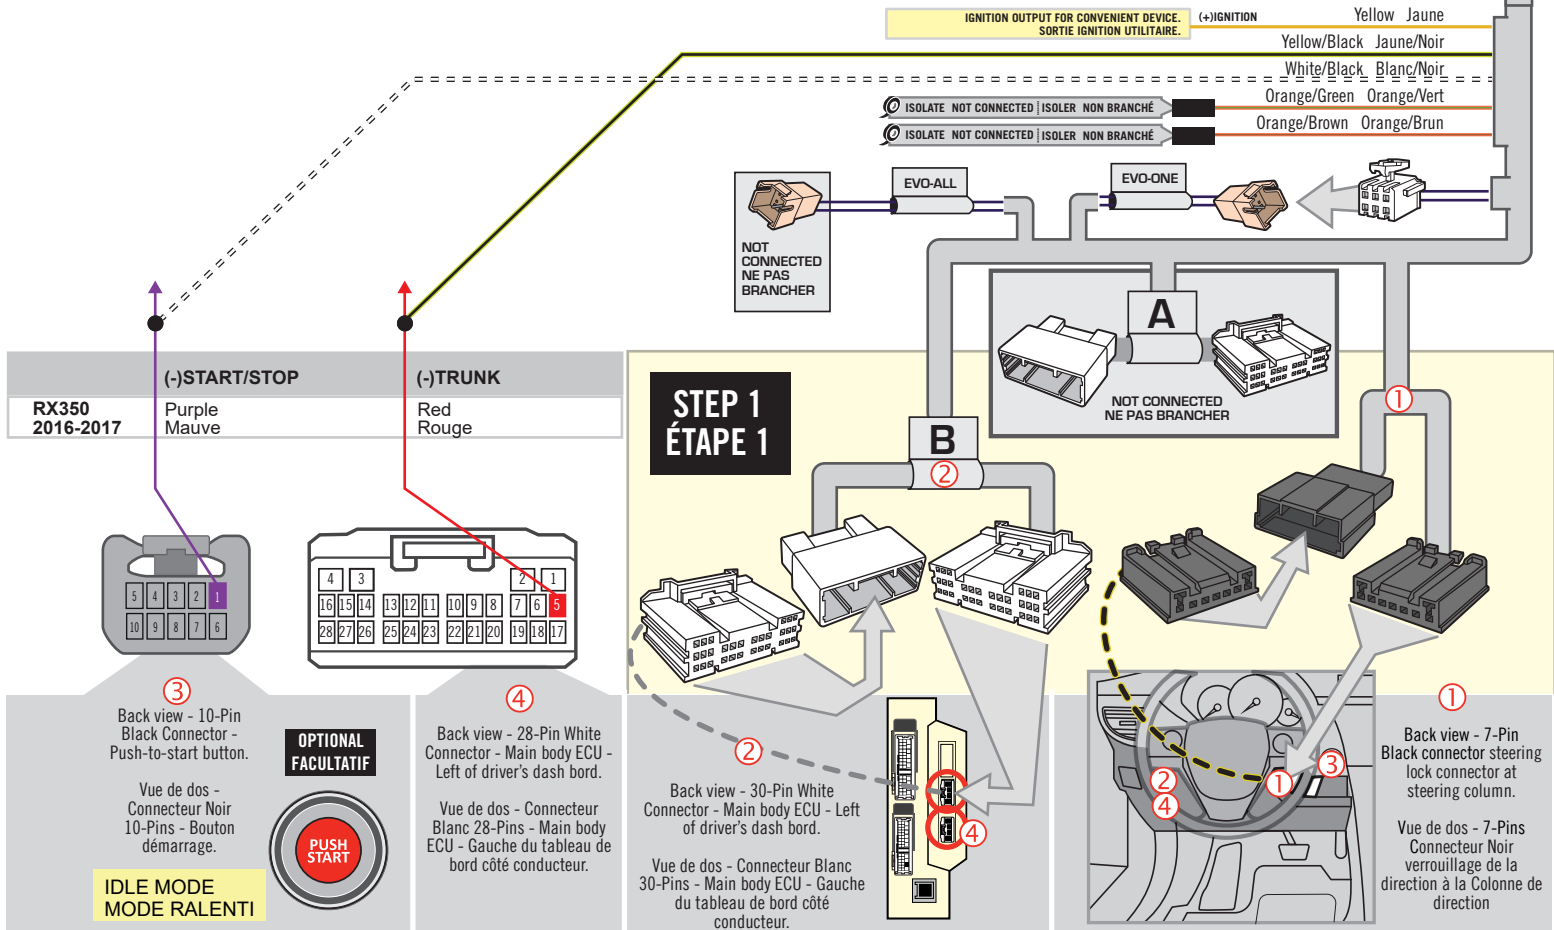 IGNITION OUTPUT FOR CONVENIENT DEVICE.
SORTIE IGNITION UTILITAIRE.
(+)IGNITION
Yellow Jaune
Yellow/Black Jaune/Noir
White/Black Blanc/Noir
Orange/Green Orange/Vert
ISOLATE NOT CONNECTED ISOLER NON BRANCHÉ
Orange/Brown Orange/Brun
ISOLATE NOT CONNECTED ISOLER NON BRANCHÉ
EVO-ALL
EVO-ONE
NOT
CONNECTED
NE PAS
BRANCHER
A
NOT CONNECTED
NE PAS BRANCHER
(-)START/STOP
(-)TRUNK
RX350
2016-2017
Purple
Mauve
Red
Rouge
STEP 1
ÉTAPE 1
B
2
1
5 4 3 2 1
10 9 8 7 6
4 3 2 1
16 15 14 13 12 11 10 9 8 7 6 5
28 27 26 25 24 23 22 21 20 19 18 17
3
Back view - 10-Pin
Black Connector -
Push-to-start button.
Vue de dos -
Connecteur Noir
10-Pins - Bouton
démarrage.
OPTIONAL
FACULTATIF
PUSH
START
IDLE MODE
MODE RALENTI
4
Back view - 28-Pin White
Connector - Main body ECU -
Left of driver's dash bord.
Vue de dos - Connecteur
Blanc 28-Pins - Main body
ECU - Gauche du tableau de
bord côté conducteur.
2
Back view - 30-Pin White
Connector - Main body ECU - Left
of driver's dash bord.
Vue de dos - Connecteur Blanc
30-Pins - Main body ECU - Gauche
du tableau de bord côté
conducteur.
4
2
4
1
3
1
Back view - 7-Pin
Black connector steering
lock connector at
steering column.
Vue de dos - 7-Pins
Connecteur Noir
verrouillage de la
direction à la Colonne de
direction